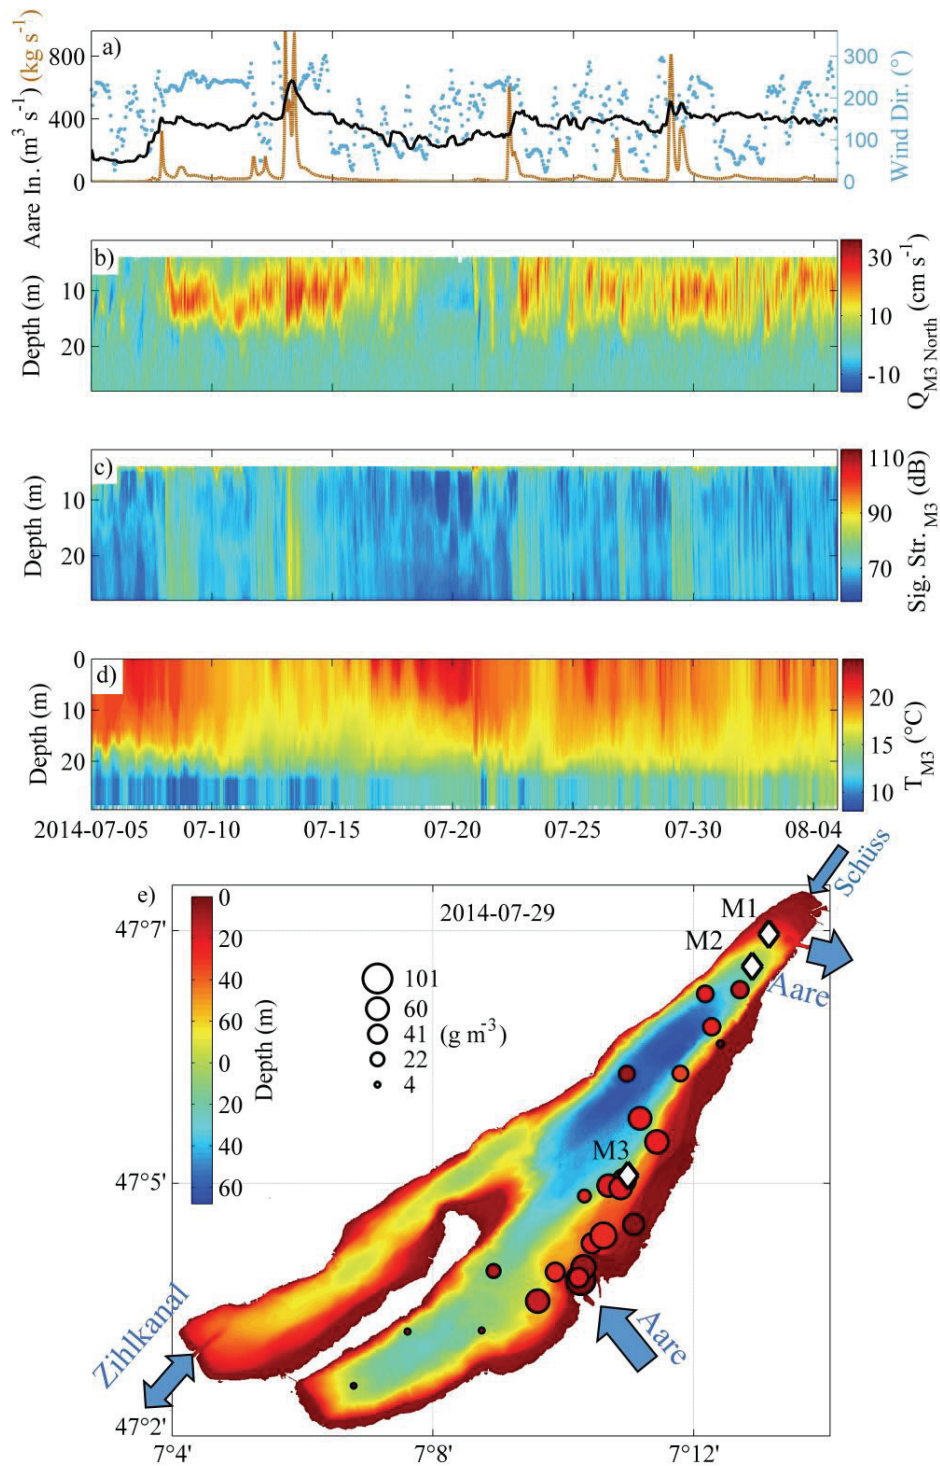 a)
Aare In. (m³ s⁻¹) (kg s⁻¹)
800
400
0
300
200
100
0
Wind Dir. (°)
b)
Depth (m)
10
20
30
10
-10
Q M3 North (cm s⁻¹)
c)
Depth (m)
10
20
110
90
70
Sig. Str. M3 (dB)
d)
Depth (m)
0
10
20
20
15
10
T M3 (°C)
2014-07-05 07-10 07-15 07-20 07-25 07-30 08-04
e)
2014-07-29
0
20
40
60
0
20
40
60
Depth (m)
101
60
41 (g m⁻³)
22
4
M1
M2
M3
Schüss
Aare
Aare
Zihlkanal
47°7'
47°5'
47°2'
7°4' 7°8' 7°12'